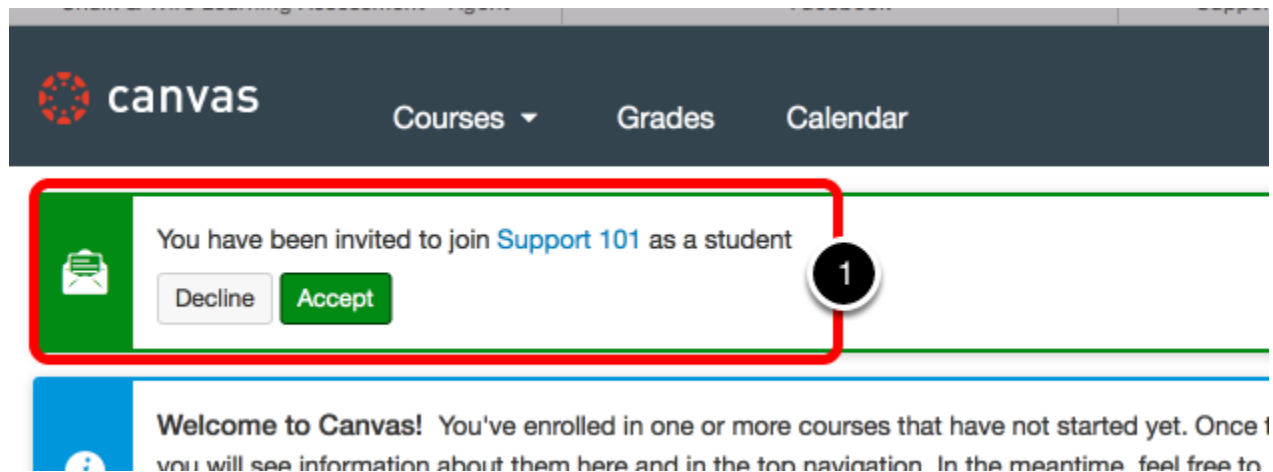 canvas
Courses Grades Calendar
You have been invited to join Support 101 as a student
Decline Accept
1
Welcome to Canvas! You've enrolled in one or more courses that have not started yet. Once
you will see information about them here and in the top navigation. In the meantime, feel free to